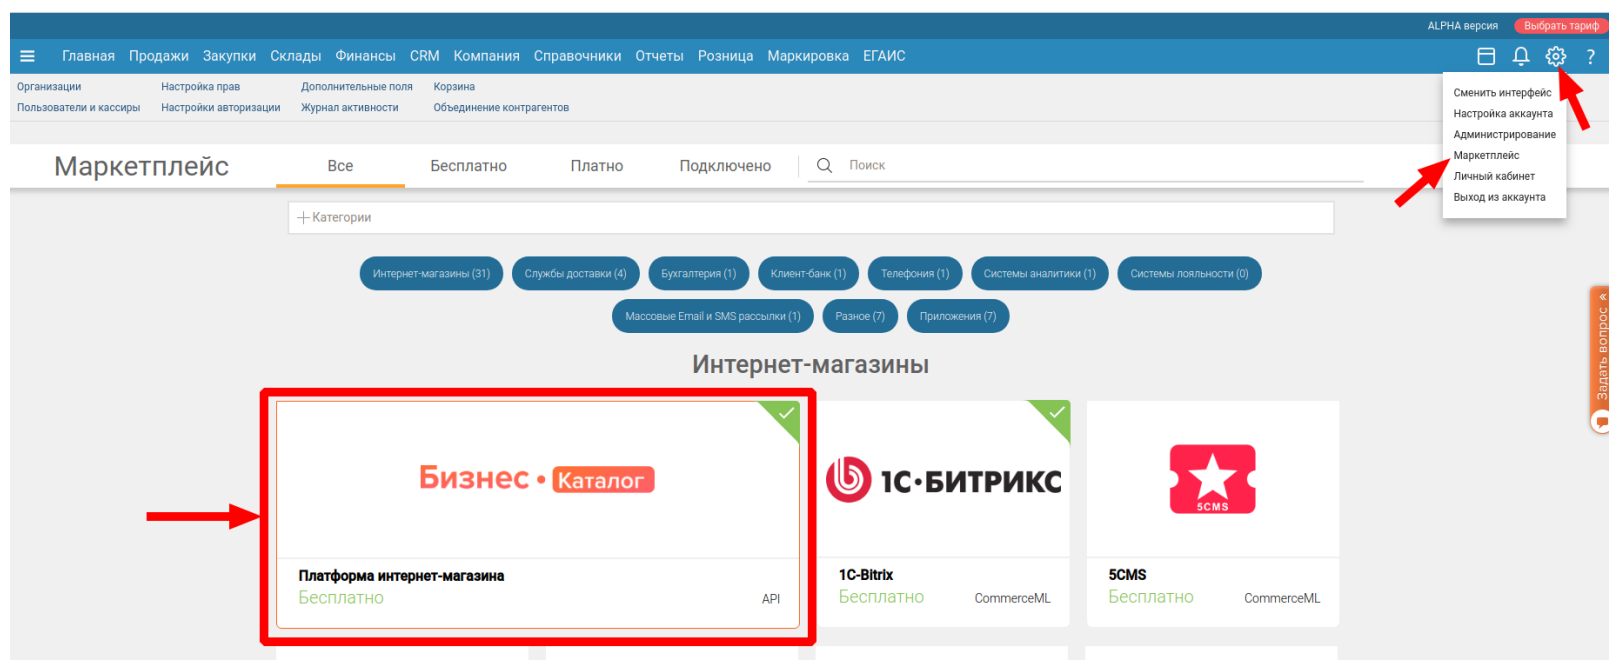 ALPHA версия Выбрать тариф
Главная Продажи Закупки Склады Финансы CRM Компания Справочники Отчеты Розница Маркировка ЕГАИС ?
Организации Настройка прав Дополнительные поля Корзина
Пользователи и кассиры Настройки авторизации Журнал активности Объединение контрагентов
Сменить интерфейс
Настройка аккаунта
Администрирование
Маркетплейс
Личный кабинет
Выход из аккаунта
Маркетплейс Все Бесплатно Платно Подключено Поиск
Категории
Интернет-магазины (31) Службы доставки (4) Бухгалтерия (1) Клиент-банк (1) Телефония (1) Системы аналитики (1) Системы лояльности (0)
Массовые Email и SMS рассылки (1) Разное (7) Приложения (7)
Задать вопрос
Интернет-магазины
Бизнес • Каталог
Платформа интернет-магазина
Бесплатно API
1С-БИТРИКС
1C-Bitrix
Бесплатно CommerceML
5CMS
5CMS
Бесплатно CommerceML